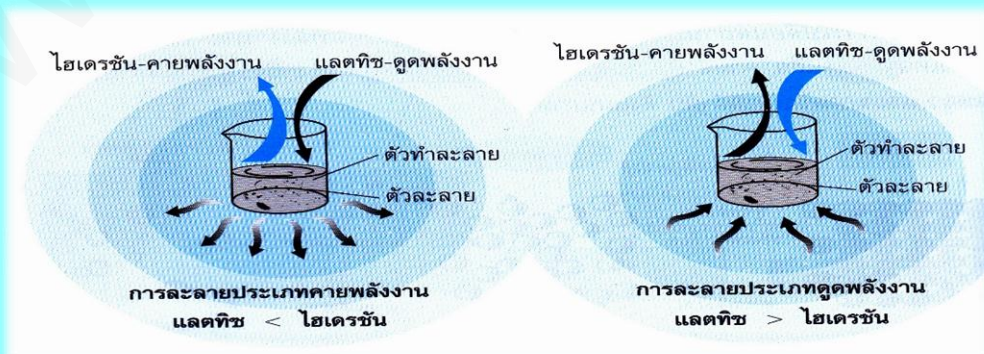 ไฮเดรชัน-คายพลังงาน แลตทิซ-ดูดพลังงาน
ตัวทำละลาย
ตัวละลาย
การละลายประเภทคายพลังงาน
แลตทิซ < ไฮเดรชัน
ไฮเดรชัน-คายพลังงาน แลตทิซ-ดูดพลังงาน
ตัวทำละลาย
ตัวละลาย
การละลายประเภทดูดพลังงาน
แลตทิซ > ไฮเดรชัน